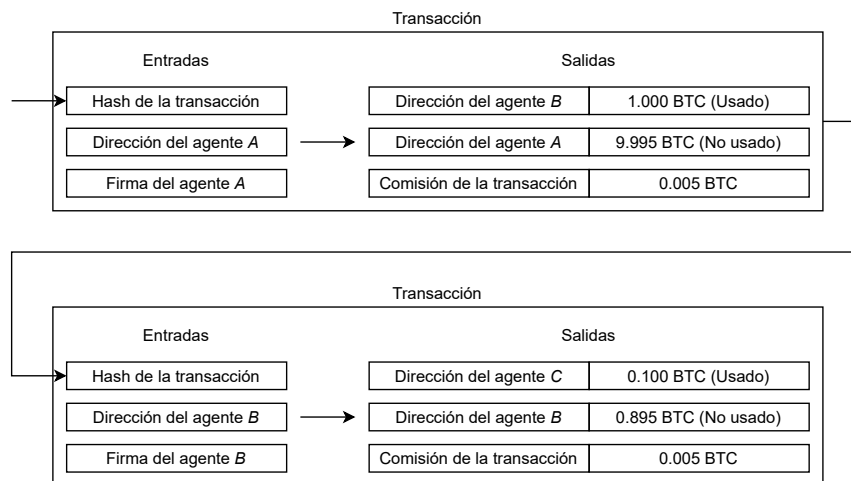 Transacción
Entradas Salidas
Hash de la transacción Dirección del agente B 1.000 BTC (Usado)
Dirección del agente A Dirección del agente A 9.995 BTC (No usado)
Firma del agente A Comisión de la transacción 0.005 BTC
Transacción
Entradas Salidas
Hash de la transacción Dirección del agente C 0.100 BTC (Usado)
Dirección del agente B Dirección del agente B 0.895 BTC (No usado)
Firma del agente B Comisión de la transacción 0.005 BTC